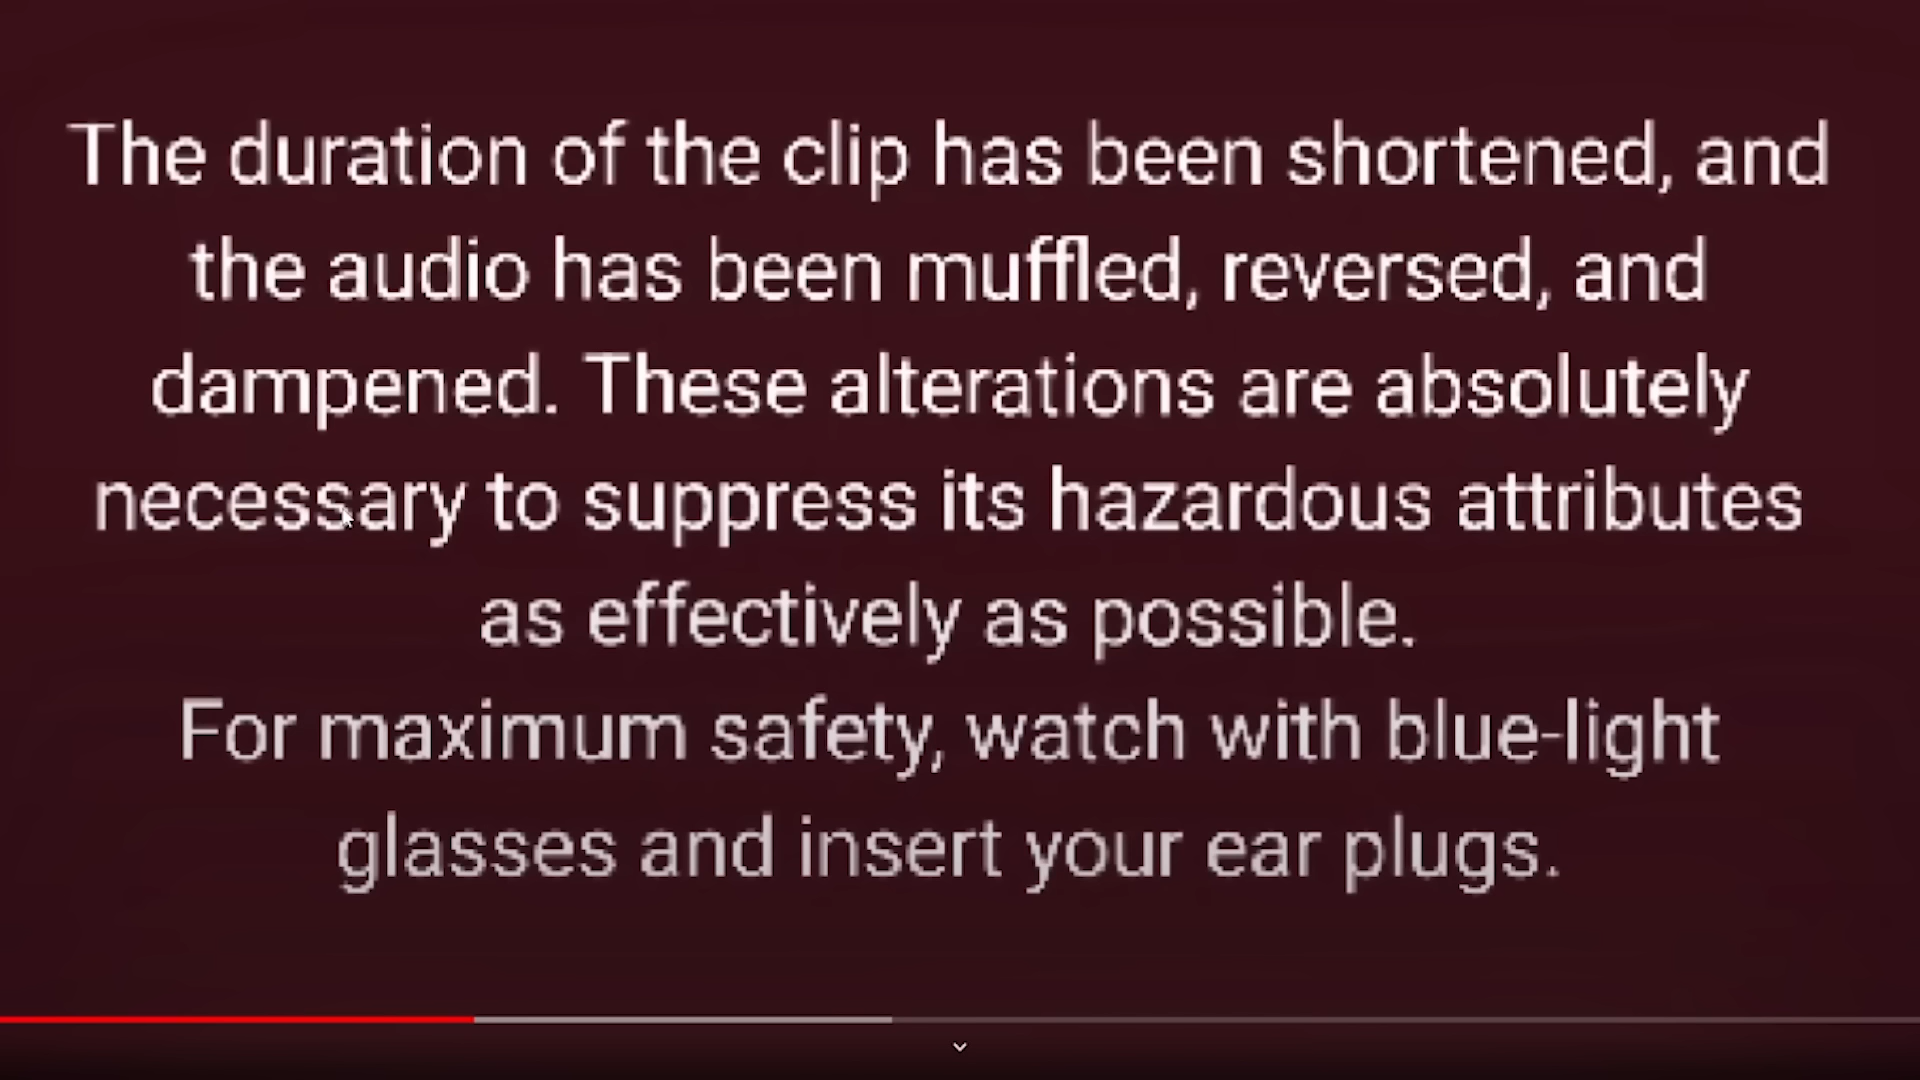 The duration of the clip has been shortened, and
the audio has been muffled, reversed, and
dampened. These alterations are absolutely
necessary to suppress its hazardous attributes
as effectively as possible.
For maximum safety, watch with blue-light
glasses and insert your ear plugs.